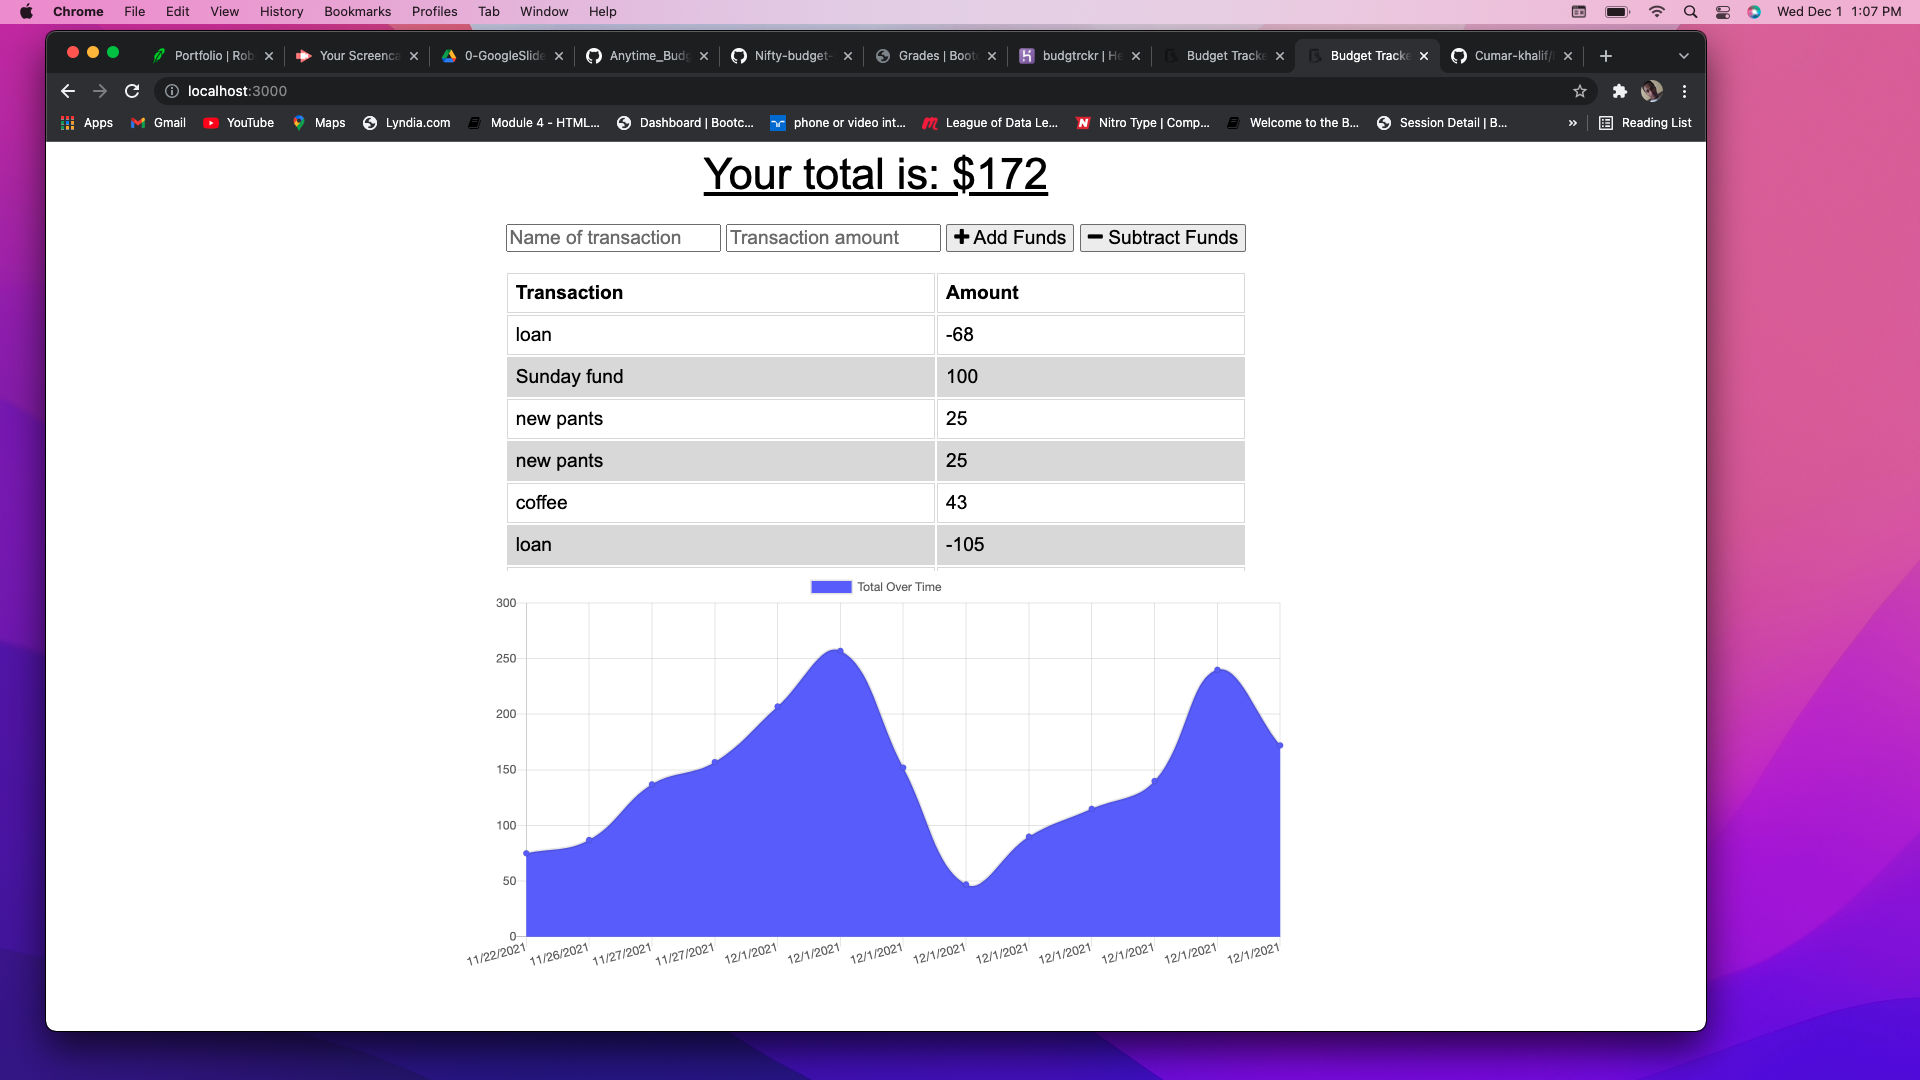 Chrome File Edit View History Bookmarks Profiles Tab Window Help Wed Dec 1 1:07 PM
Portfolio | Rob Your Screenca 0-GoogleSlide Anytime_Budg Nifty-budget- Grades | Boot budgtrckr | He Budget Tracke Budget Tracke Cumar-khalif/
localhost:3000
Apps Gmail YouTube Maps Lyndia.com Module 4 - HTML... Dashboard | Bootc... phone or video int... League of Data Le... Nitro Type | Comp... Welcome to the B... Session Detail | B... » Reading List
Your total is: $172
Name of transaction Transaction amount Add Funds Subtract Funds
Transaction Amount
loan -68
Sunday fund 100
new pants 25
new pants 25
coffee 43
loan -105
Total Over Time
300
250
200
150
100
50
0
11/22/2021 11/26/2021 11/27/2021 11/27/2021 12/1/2021 12/1/2021 12/1/2021 12/1/2021 12/1/2021 12/1/2021 12/1/2021 12/1/2021 12/1/2021